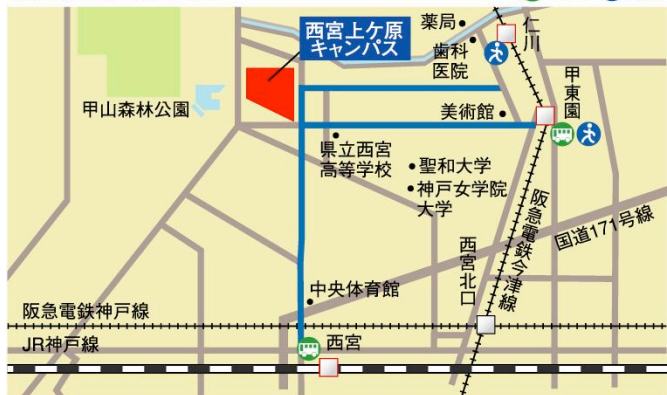 西宮上ケ原
キャンパス
薬局
歯科
医院
仁川
甲東園
甲山森林公園
美術館
県立西宮
高等学校
聖和大学
神戸女学院
大学
阪急電鉄今津線
国道171号線
西宮北口
中央体育館
阪急電鉄神戸線
JR神戸線
西宮